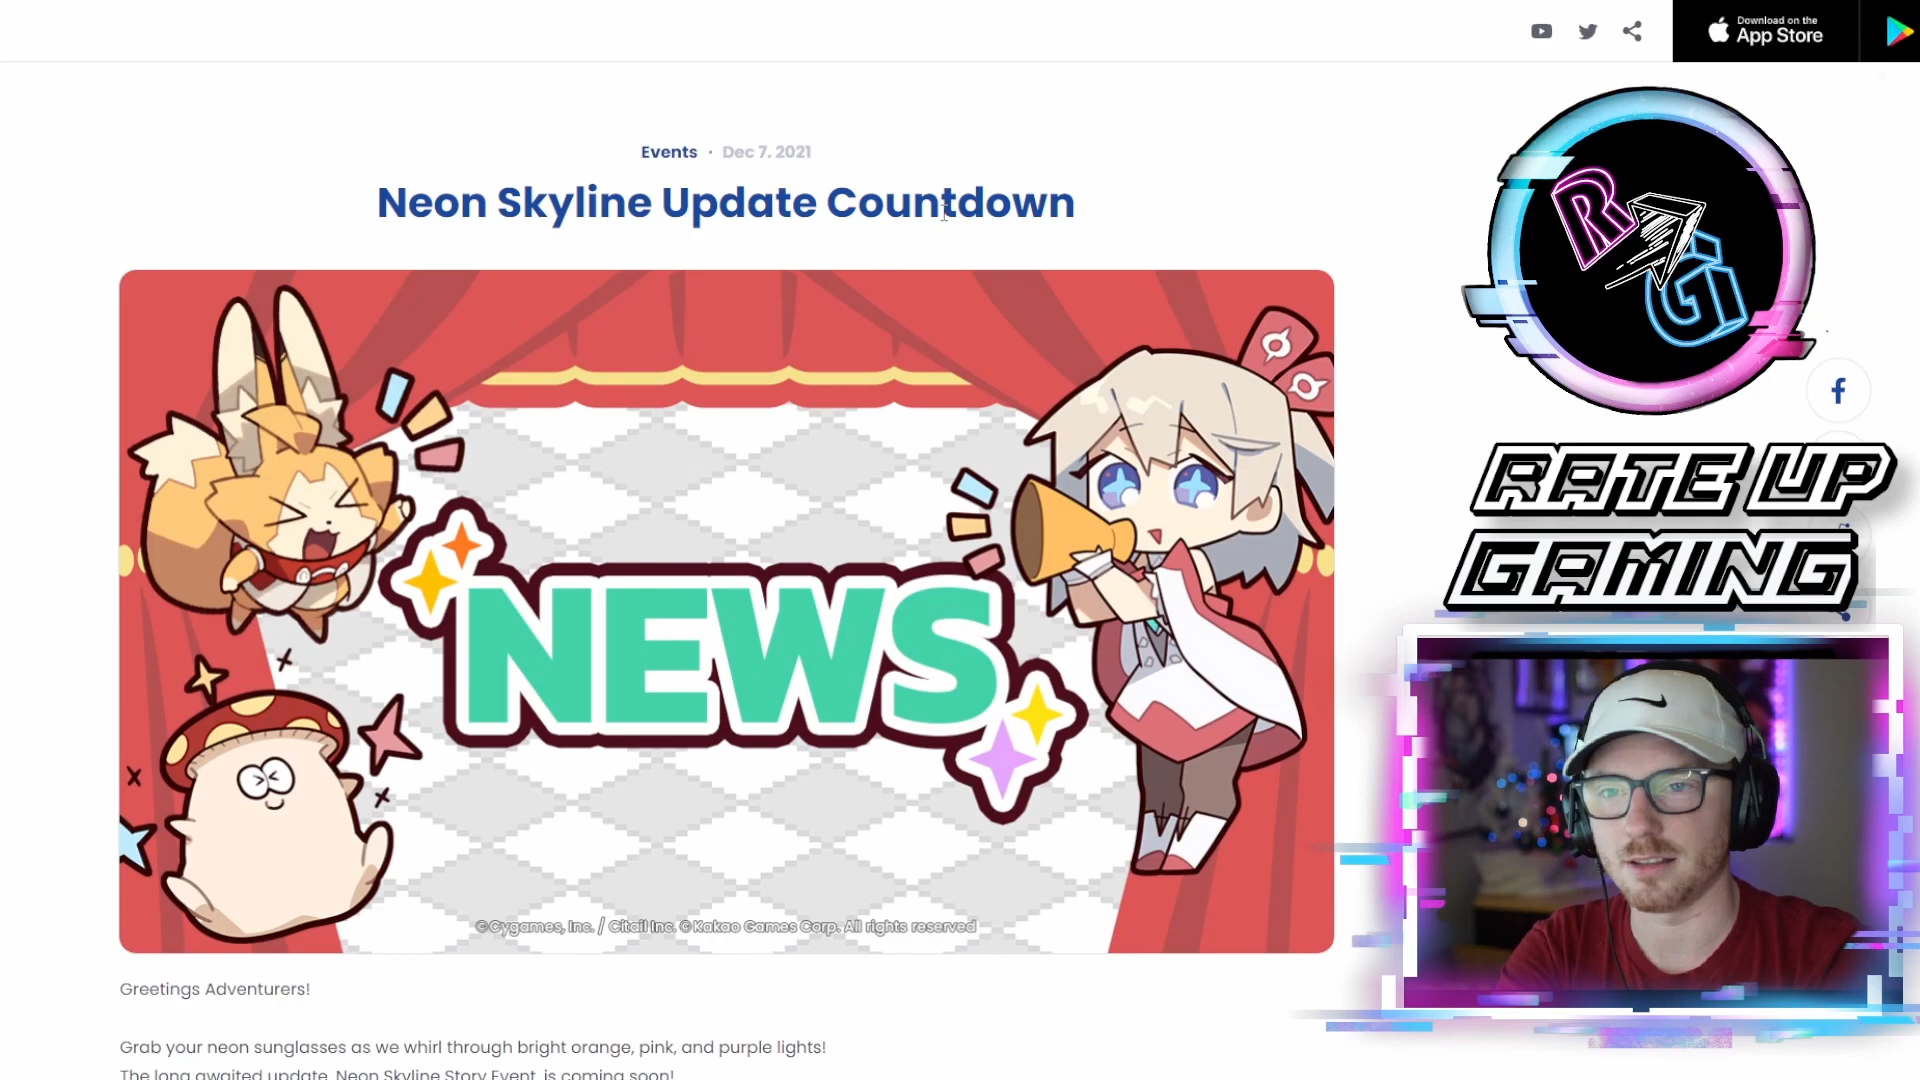 Download on the
App Store
Events · Dec 7. 2021
Neon Skyline Update Countdown
R G
RATE UP
GAMING
NEWS
©Cygames, Inc. / Citail Inc. ©Kakao Games Corp. All rights reserved
Greetings Adventurers!
Grab your neon sunglasses as we whirl through bright orange, pink, and purple lights!
The long awaited update, Neon Skyline Story Event, is coming soon!